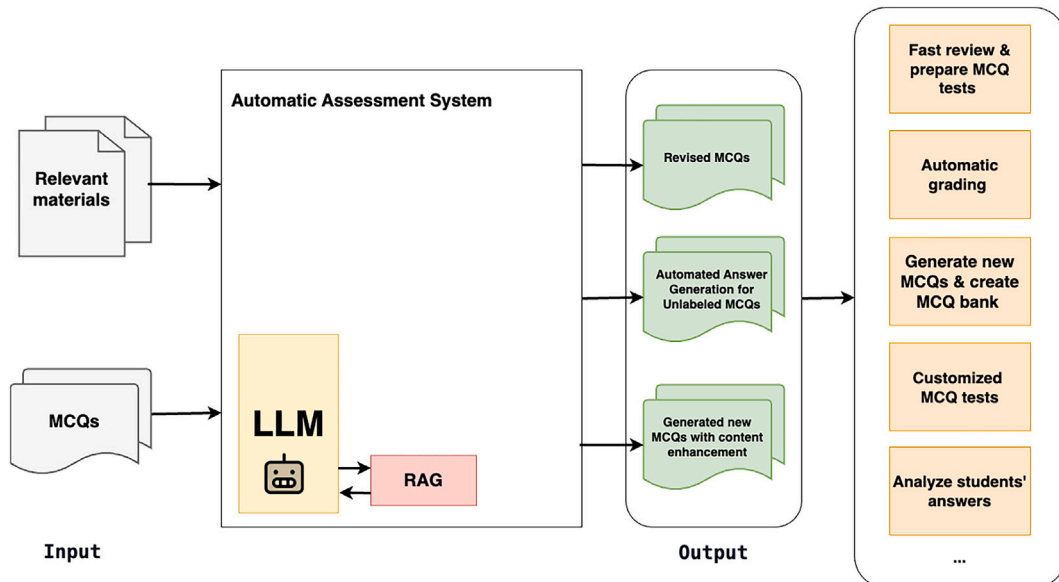 Relevant
materials
MCQs
Input
Automatic Assessment System
LLM
RAG
Revised MCQs
Automated Answer
Generation for
Unlabeled MCQs
Generated new
MCQs with content
enhancement
Output
Fast review &
prepare MCQ
tests
Automatic
grading
Generate new
MCQs & create
MCQ bank
Customized
MCQ tests
Analyze students'
answers
...